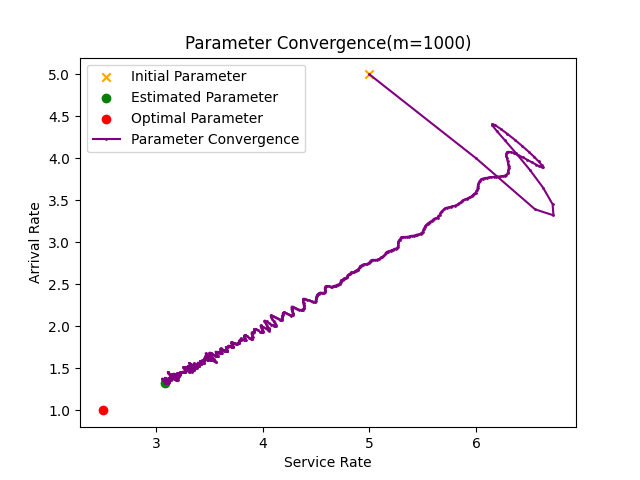 Parameter Convergence(m=1000)
Initial Parameter
Estimated Parameter
Optimal Parameter
Parameter Convergence
Arrival Rate
5.0
4.5
4.0
3.5
3.0
2.5
2.0
1.5
1.0
3 4 5 6
Service Rate